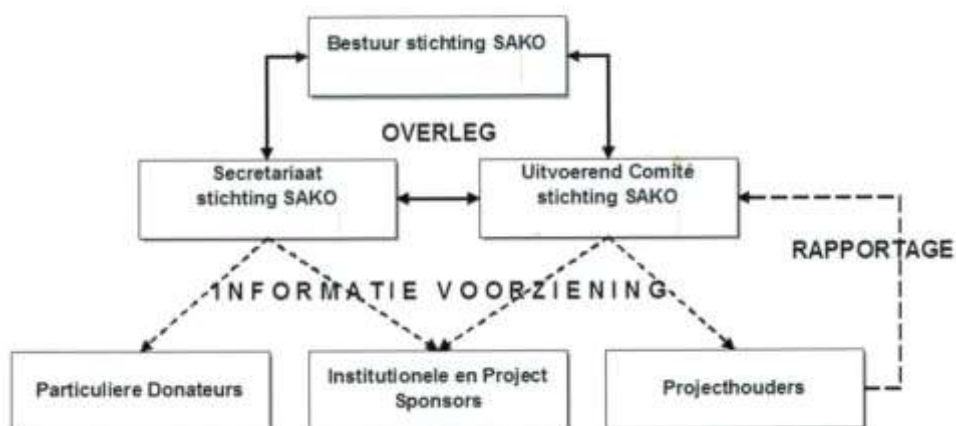 Bestuur stichting SAKO
OVERLEG
Secretariaat
stichting SAKO
Uitvoerend Comité
stichting SAKO
RAPPORTAGE
INFORMATIE VOORZIENING
Particuliere Donateurs
Institutionele en Project
Sponsors
Projecthouders